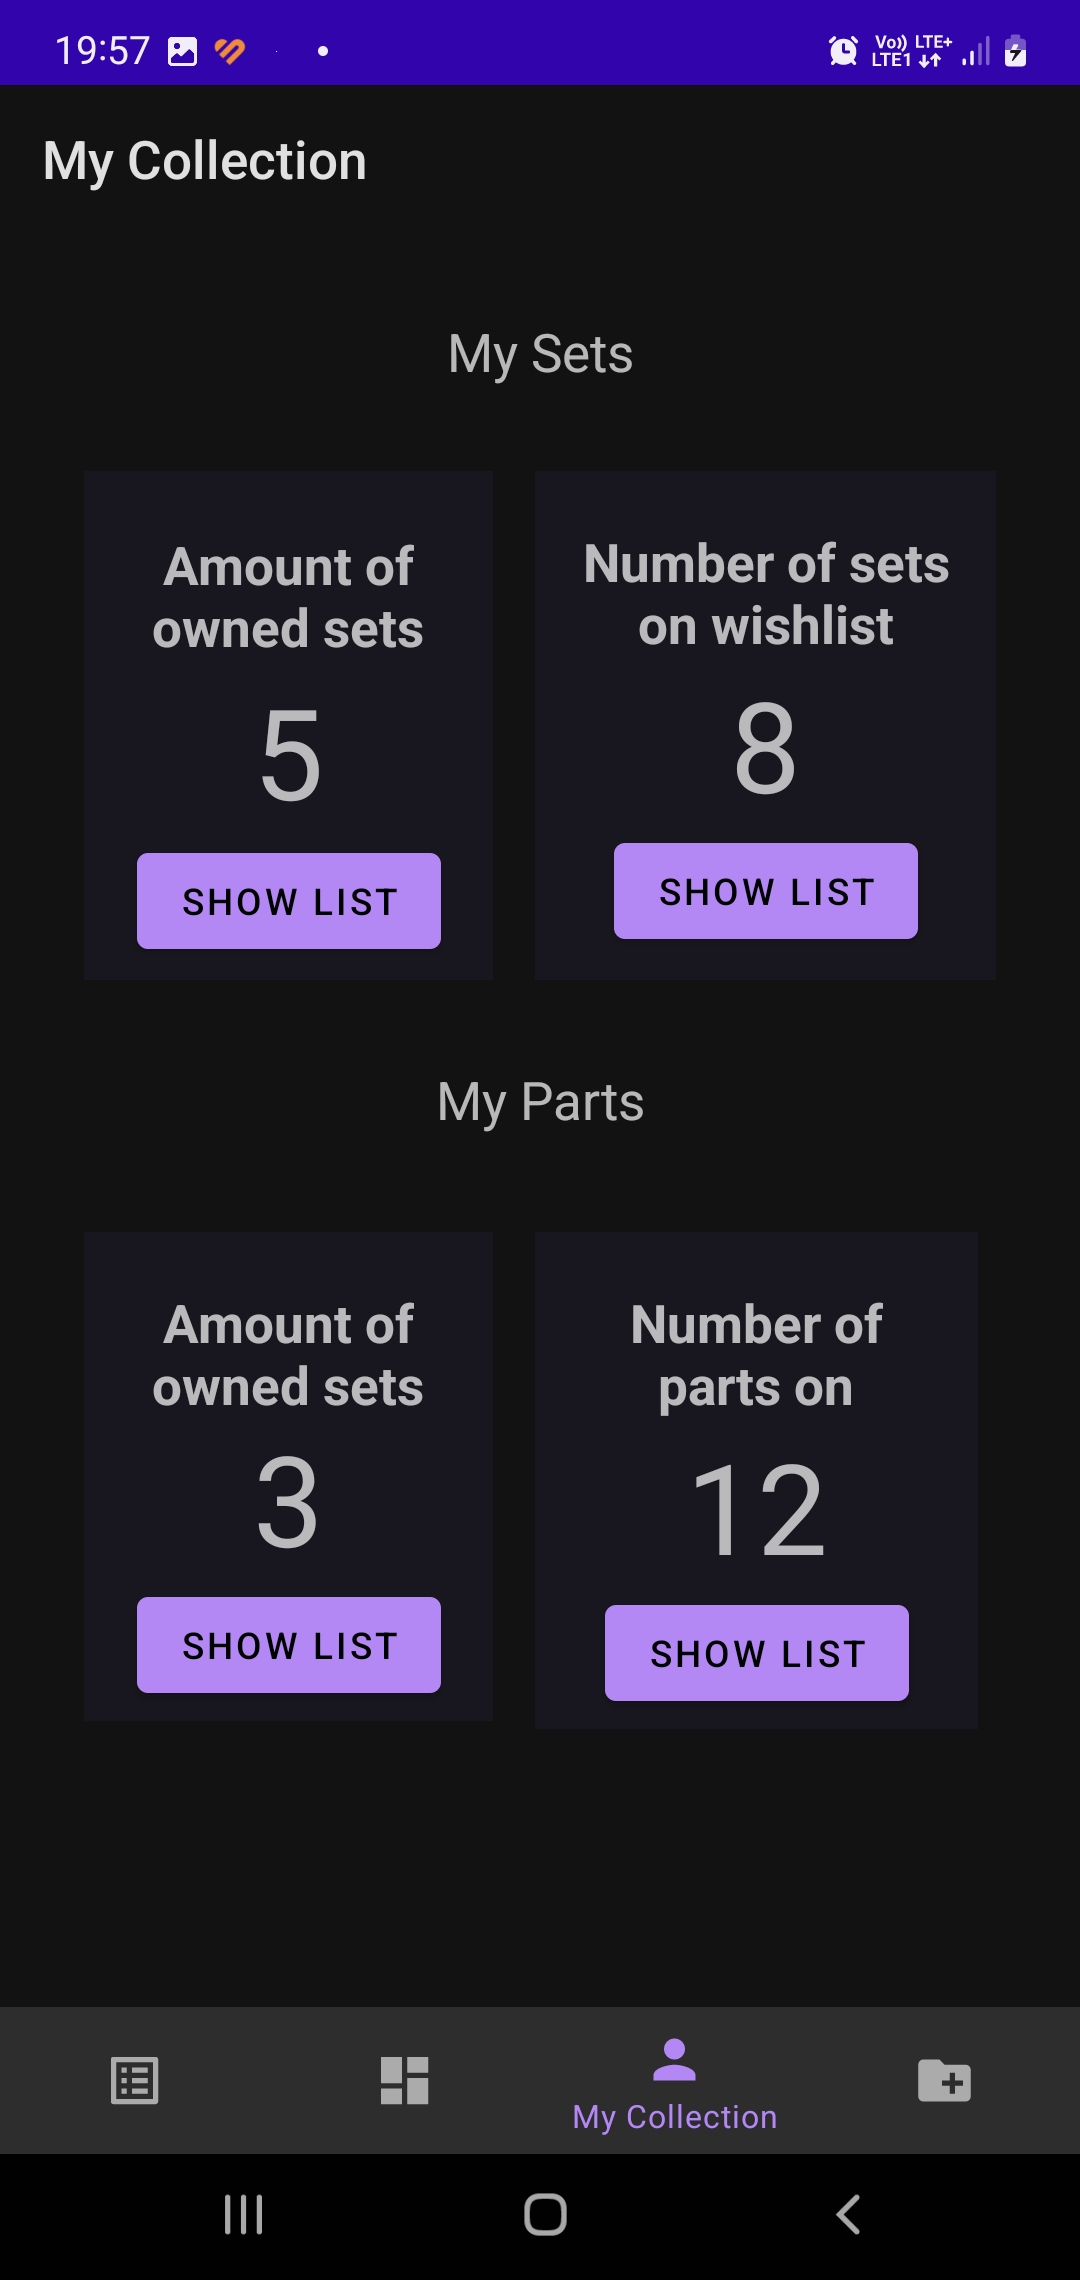 19:57
Vo)) LTE+
LTE1
My Collection
My Sets
Amount of
owned sets
5
SHOW LIST
Number of sets
on wishlist
8
SHOW LIST
My Parts
Amount of
owned sets
3
SHOW LIST
Number of
parts on
12
SHOW LIST
My Collection